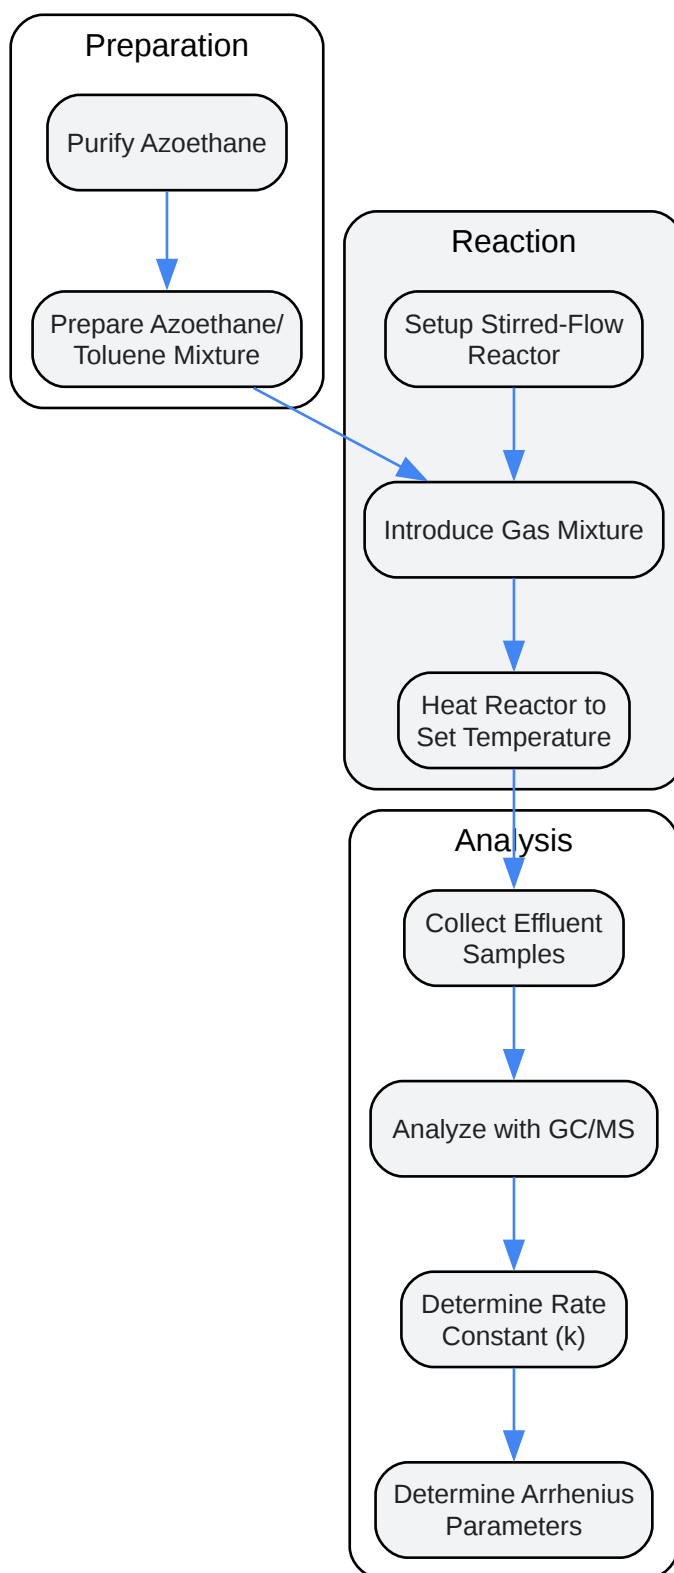 Preparation
Purify Azoethane
Prepare Azoethane/
Toluene Mixture
Reaction
Setup Stirred-Flow
Reactor
Introduce Gas Mixture
Heat Reactor to
Set Temperature
Analysis
Collect Effluent
Samples
Analyze with GC/MS
Determine Rate
Constant (k)
Determine Arrhenius
Parameters